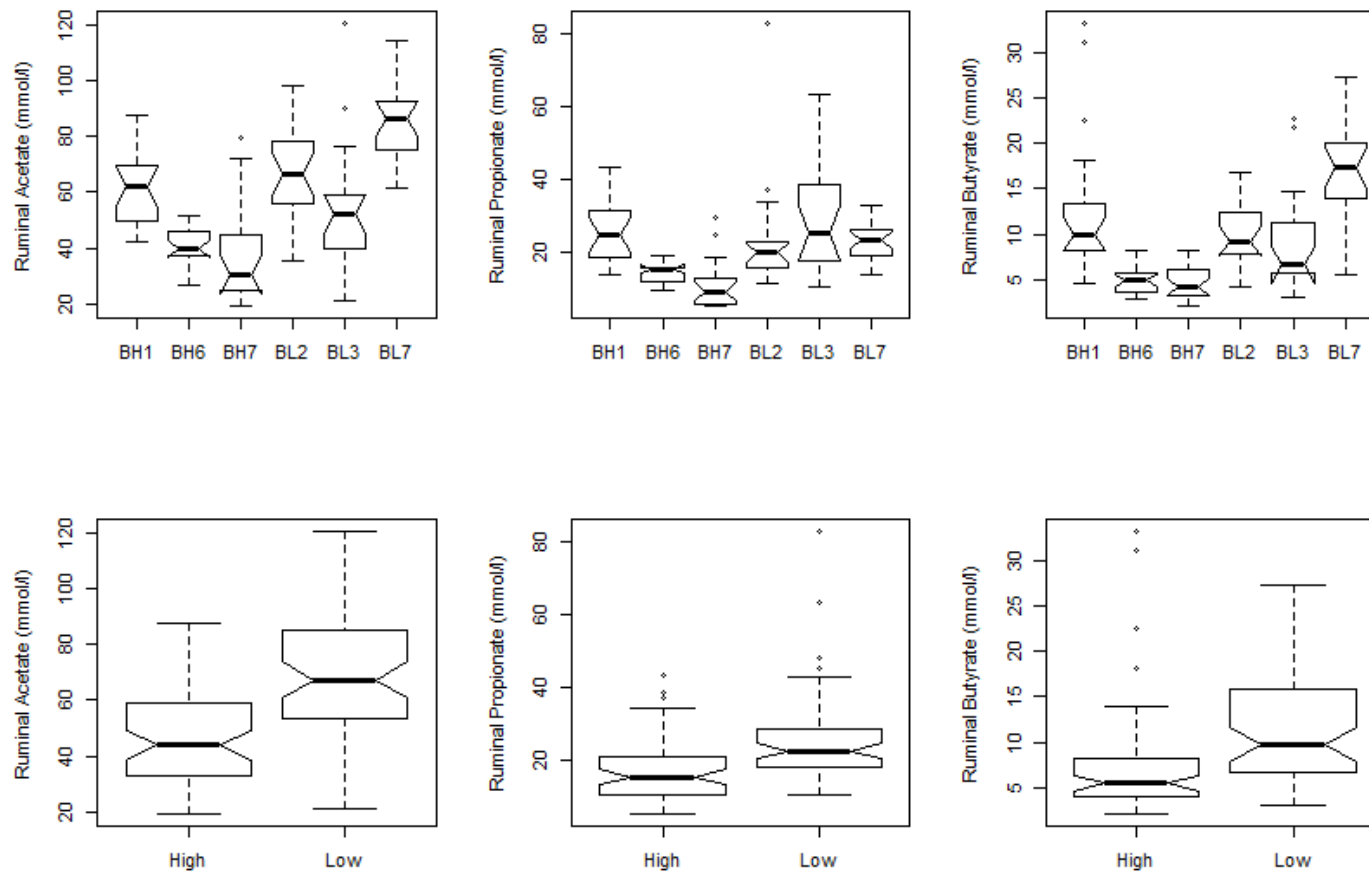 Ruminal Acetate (mmol/l)
120
100
80
60
40
20
BH1 BH6 BH7 BL2 BL3 BL7
Ruminal Propionate (mmol/l)
80
60
40
20
BH1 BH6 BH7 BL2 BL3 BL7
Ruminal Butyrate (mmol/l)
30
25
20
15
10
5
BH1 BH6 BH7 BL2 BL3 BL7
Ruminal Acetate (mmol/l)
120
100
80
60
40
20
High Low
Ruminal Propionate (mmol/l)
80
60
40
20
High Low
Ruminal Butyrate (mmol/l)
30
25
20
15
10
5
High Low